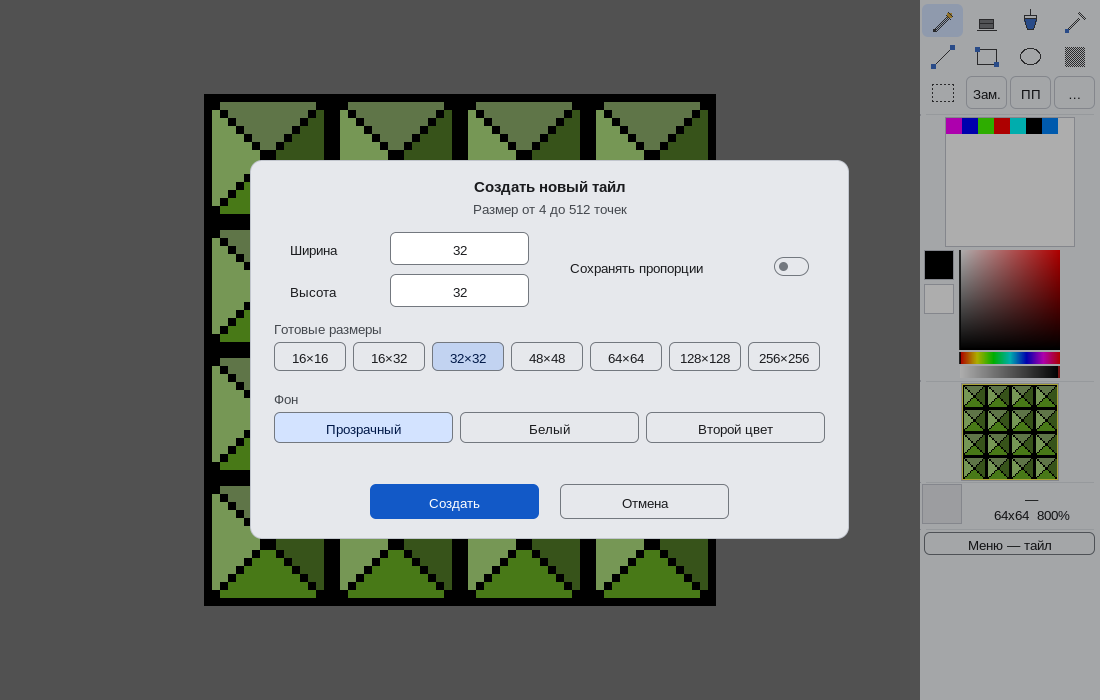 Зам.
ПП
...
Создать новый тайл
Размер от 4 до 512 точек
Ширина
32
Сохранять пропорции
Высота
32
Готовые размеры
16×16
16×32
32×32
48×48
64×64
128×128
256×256
Фон
Прозрачный
Белый
Второй цвет
Создать
Отмена
—
64x64 800%
Меню — тайл